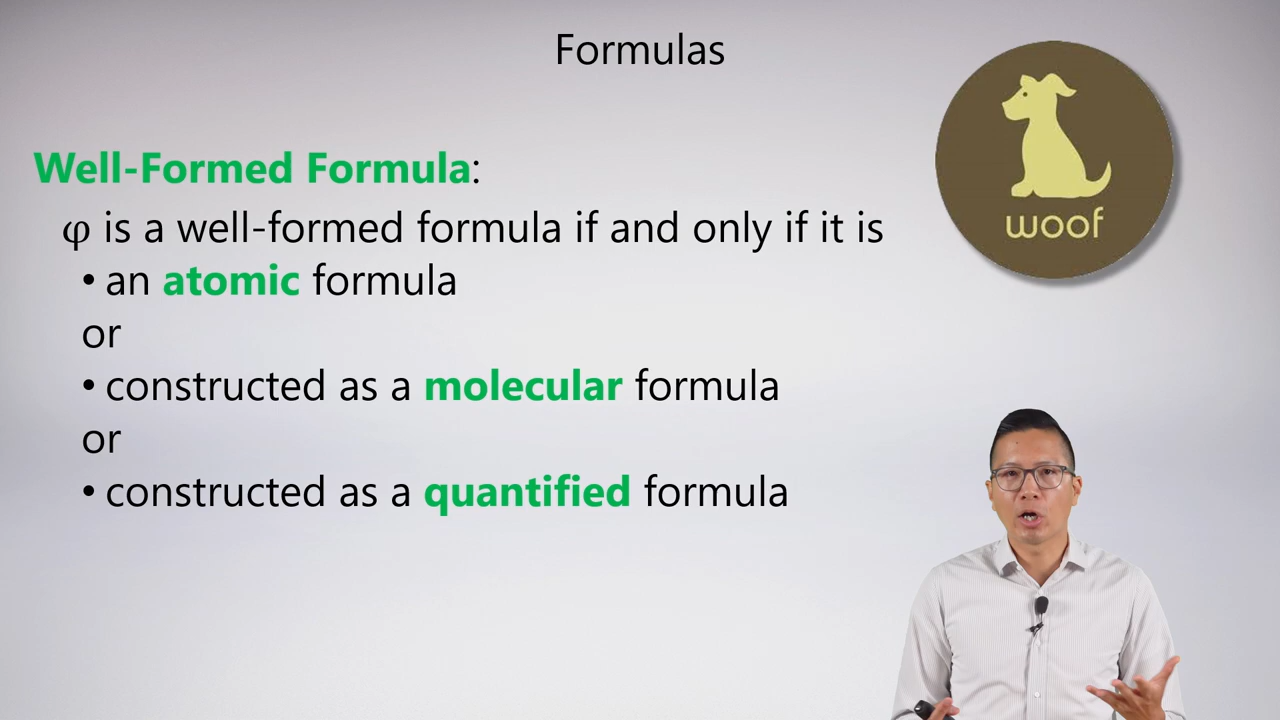 Formulas
Well-Formed Formula:
φ is a well-formed formula if and only if it is
• an atomic formula
or
• constructed as a molecular formula
or
• constructed as a quantified formula
woof